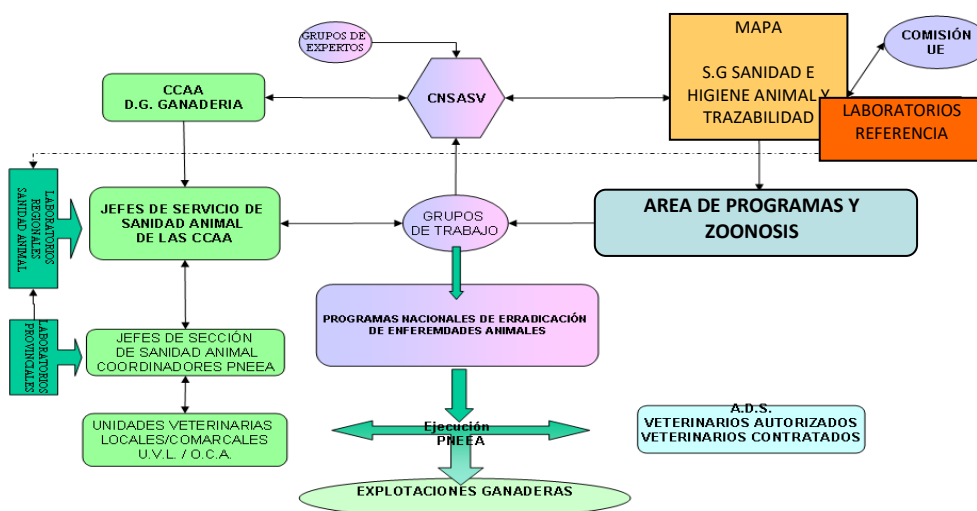 GRUPOS DE
EXPERTOS
MAPA
S.G SANIDAD E
HIGIENE ANIMAL Y
TRAZABILIDAD
COMISIÓN
UE
CCAA
D.G. GANADERIA
CNSASV
LABORATORIOS
REFERENCIA
LABORATORIOS
REGIONALES
SANIDAD ANIMAL
JEFES DE SERVICIO DE
SANIDAD ANIMAL
DE LAS CCAA
GRUPOS
DE TRABAJO
AREA DE PROGRAMAS Y
ZOONOSIS
PROGRAMAS NACIONALES DE ERRADICACIÓN
DE ENFEREMDADES ANIMALES
LABORATORIOS
PROVINCIALES
JEFES DE SECCIÓN
DE SANIDAD ANIMAL
COORDINADORES PNEEA
UNIDADES VETERINARIAS
LOCALES/COMARCALES
U.V.L. / O.C.A.
Ejecución
PNEEA
A.D.S.
VETERINARIOS AUTORIZADOS
VETERINARIOS CONTRATADOS
EXPLOTACIONES GANADERAS